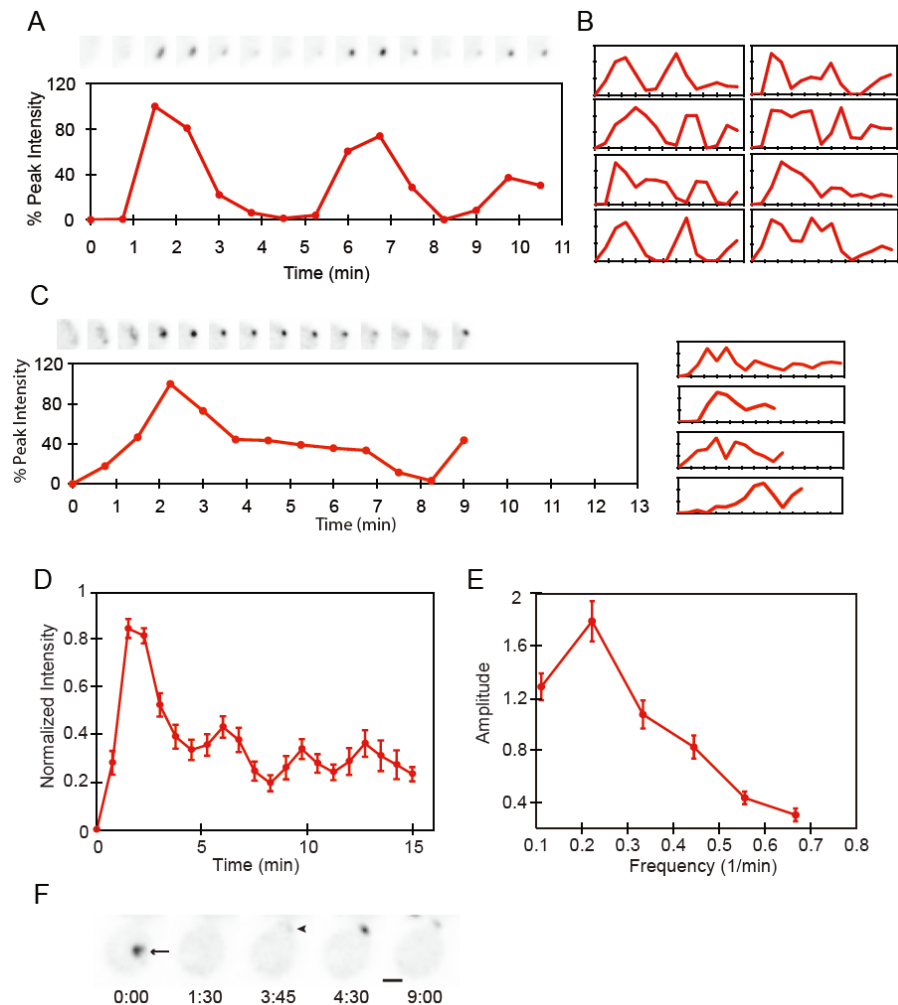 A
B
120
80
40
0
% Peak Intensity
0 1 2 3 4 5 6 7 8 9 10 11
Time (min)
C
120
80
40
0
% Peak Intensity
0 1 2 3 4 5 6 7 8 9 10 11 12 13
Time (min)
D
1
0.8
0.6
0.4
0.2
0
Normalized Intensity
0 5 10 15
Time (min)
E
2
1.6
1.2
0.8
0.4
Amplitude
0.1 0.2 0.3 0.4 0.5 0.6 0.7 0.8
Frequency (1/min)
F
0:00 1:30 3:45 4:30 9:00